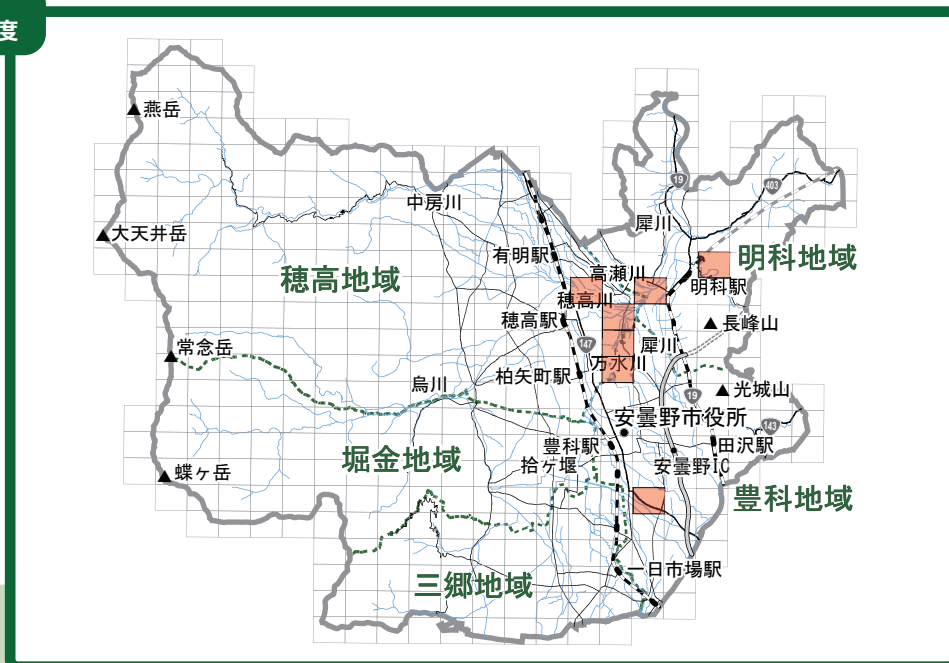 度
▲燕岳
中房川
19
403
犀川
▲大天井岳
有明駅
明科地域
高瀬川
穂高地域
明科駅
穂高川
穂高駅
▲長峰山
147
犀川
▲常念岳
万水川
柏矢町駅
烏川
19
▲光城山
安曇野市役所
143
豊科駅
田沢駅
堀金地域
拾ヶ堰
安曇野IC
▲蝶ヶ岳
豊科地域
一日市場駅
三郷地域